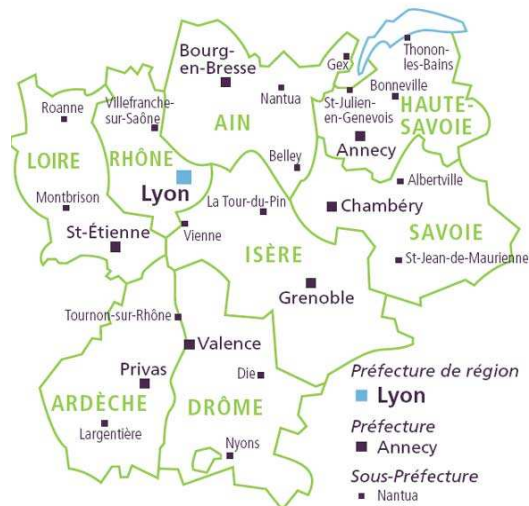 Bourg-
en-Bresse
Gex
Thonon-
les-Bains
Roanne
Villefranche-
sur-Saône
Nantua
St-Julien-
en-Genevois
Bonneville
AIN
HAUTE-
SAVOIE
LOIRE
RHÔNE
Annecy
Belley
Lyon
Albertville
Montbrison
La Tour-du-Pin
Chambéry
St-Étienne
Vienne
SAVOIE
ISÈRE
St-Jean-de-Maurienne
Grenoble
Tournon-sur-Rhône
Valence
Privas
Die
ARDÈCHE
DRÔME
Largentière
Nyons
Préfecture de région
Lyon
Préfecture
Annecy
Sous-Préfecture
Nantua